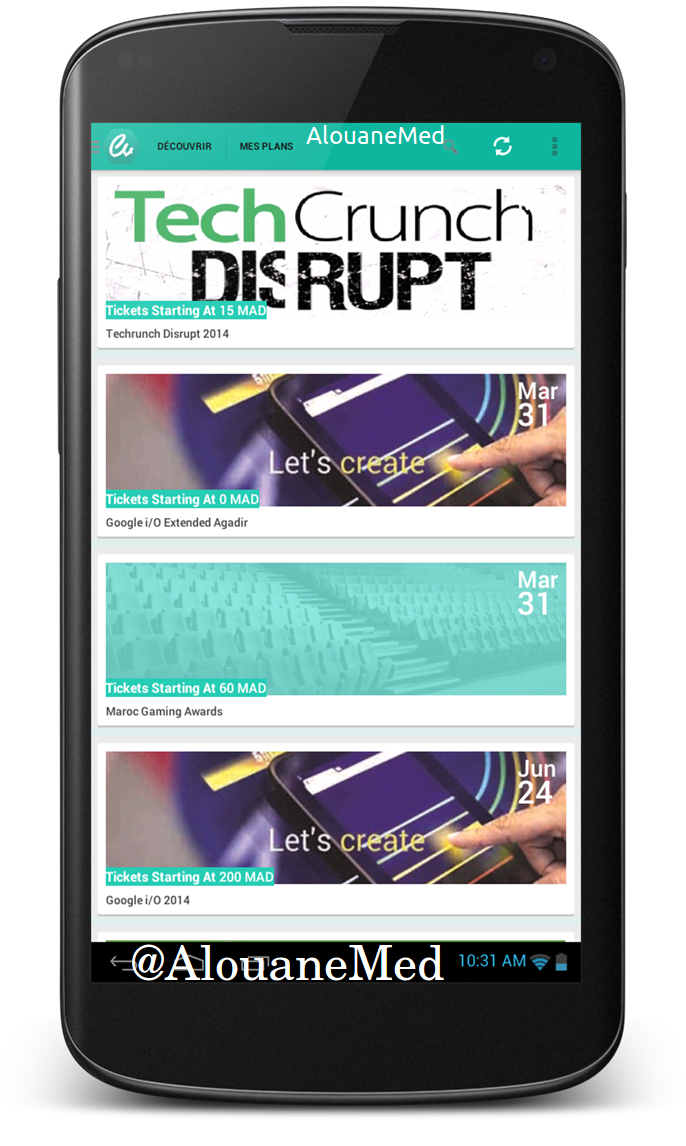 DÉCOUVRIR MES PLANS AlouaneMed
TechCrunch
DISRUPT
Tickets Starting At 15 MAD
Techrunch Disrupt 2014
Mar
31
Let's create
Tickets Starting At 0 MAD
Google i/O Extended Agadir
Mar
31
Tickets Starting At 60 MAD
Maroc Gaming Awards
Jun
24
Let's create
Tickets Starting At 200 MAD
Google i/O 2014
@AlouaneMed 10:31 AM